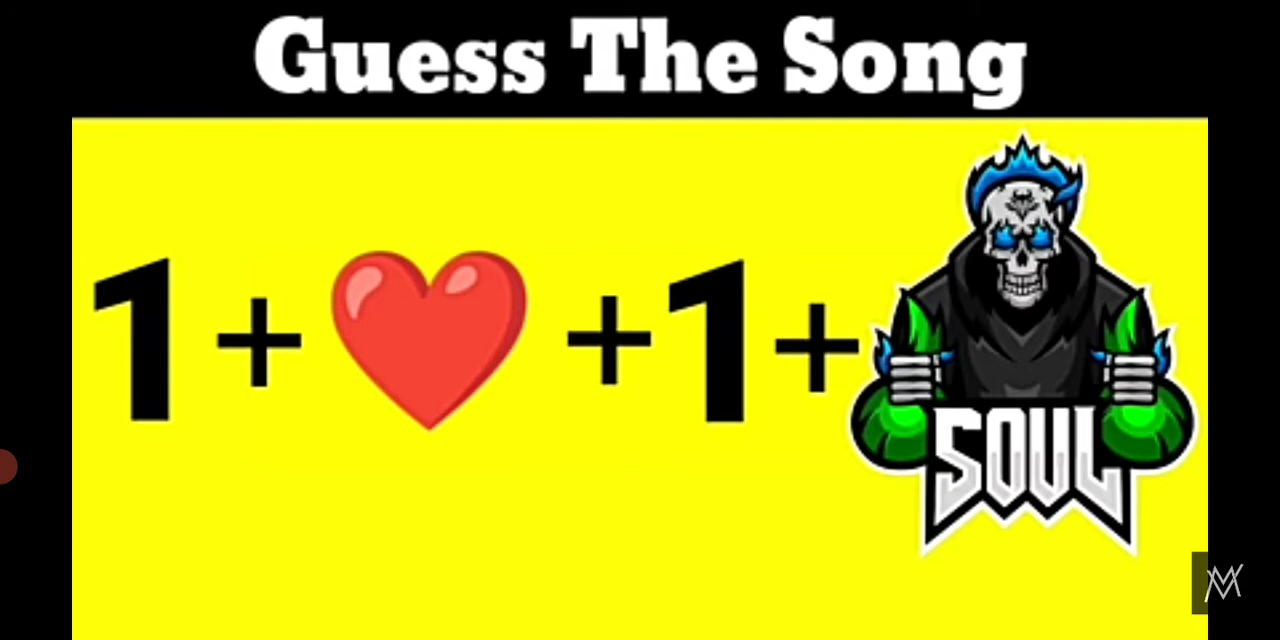 Guess The Song
1 + ❤️ + 1 +
SOUL
M